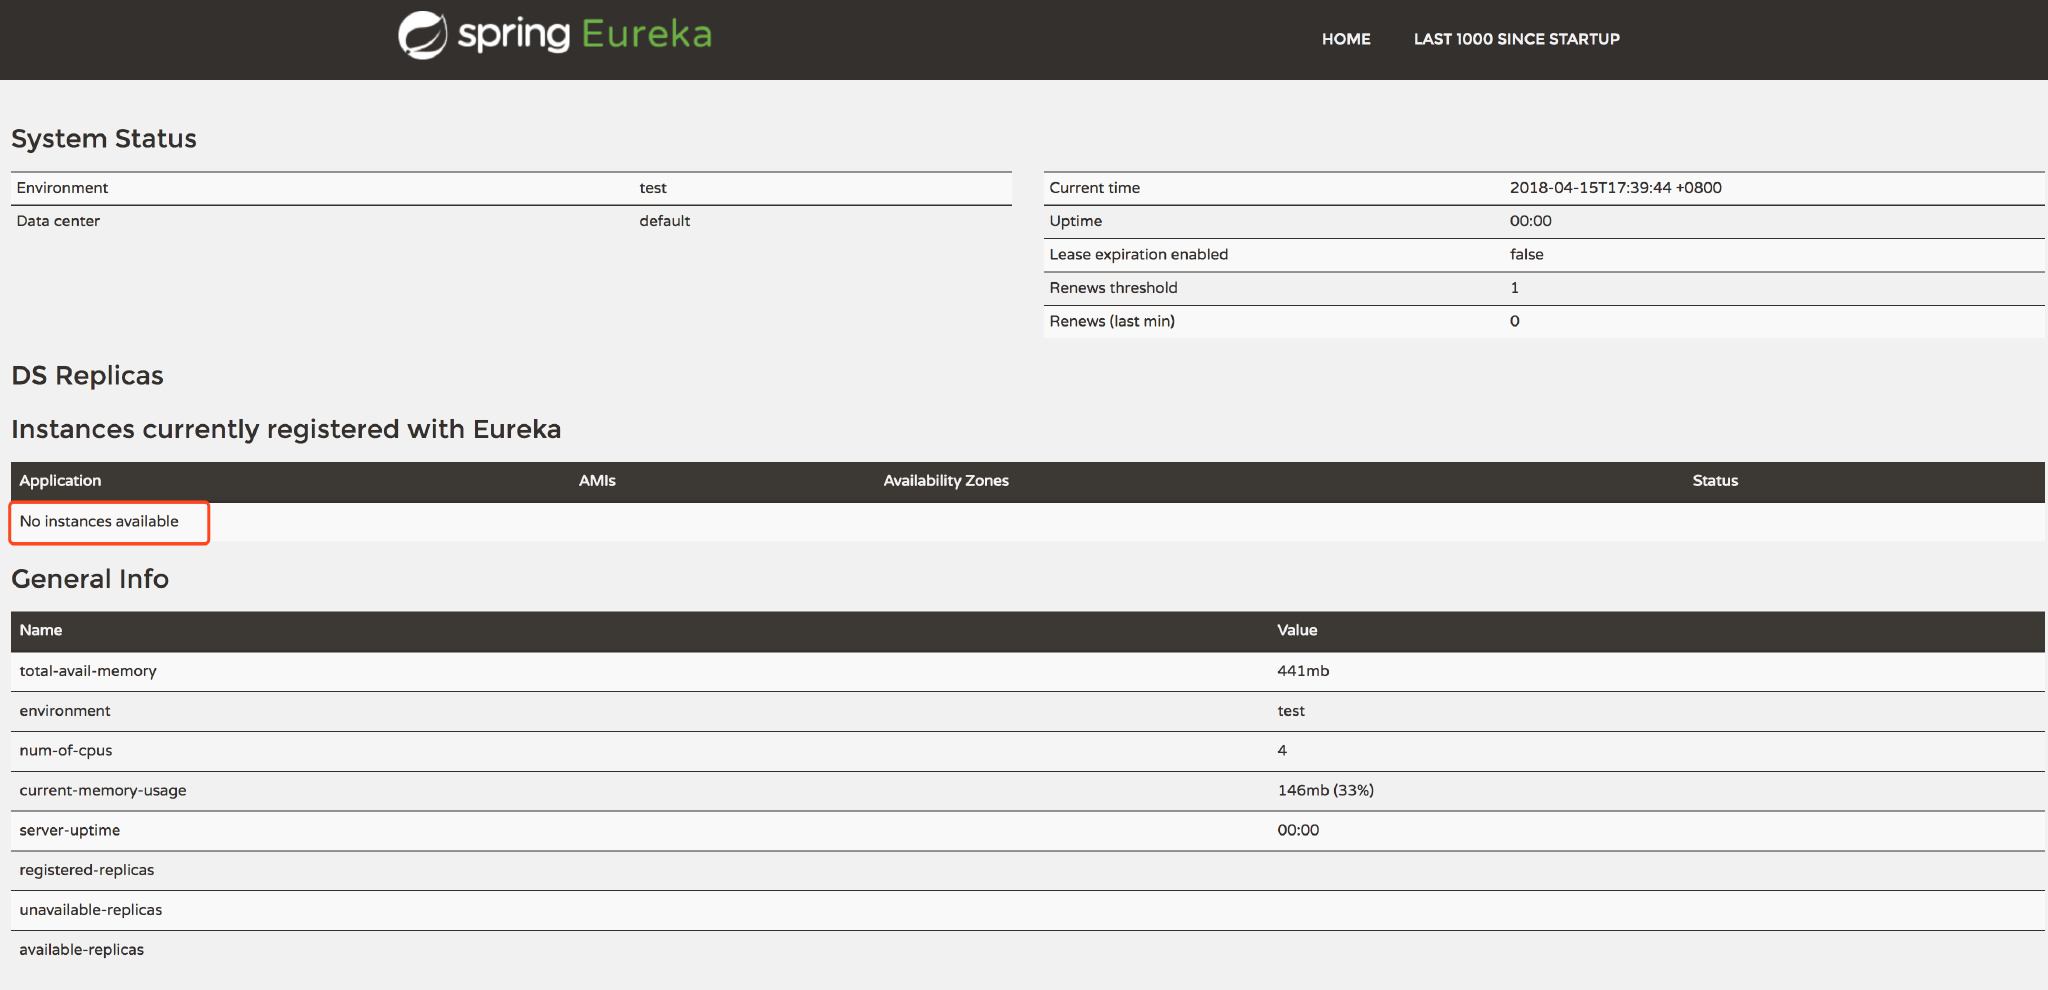 spring Eureka
HOME LAST 1000 SINCE STARTUP
System Status
Environment test
Data center default
Current time 2018-04-15T17:39:44 +0800
Uptime 00:00
Lease expiration enabled false
Renews threshold 1
Renews (last min) 0
DS Replicas
Instances currently registered with Eureka
Application AMIs Availability Zones Status
No instances available
General Info
Name Value
total-avail-memory 441mb
environment test
num-of-cpus 4
current-memory-usage 146mb (33%)
server-uptime 00:00
registered-replicas
unavailable-replicas
available-replicas